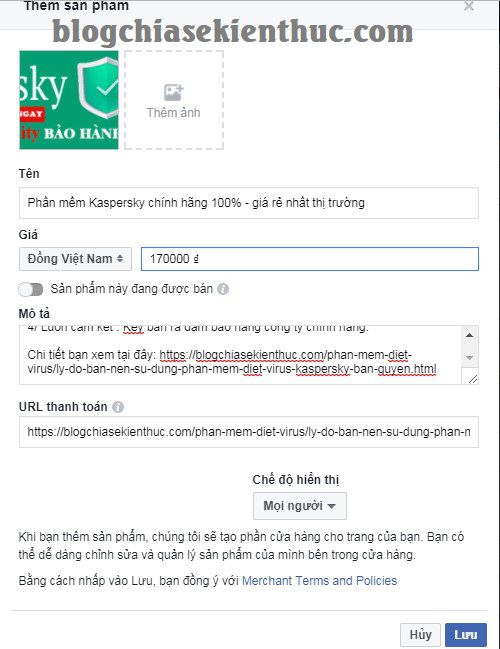 Thêm sản phẩm
blogchiasekienthuc.com
sky
NGAY
ity BẢO HÀNH
Thêm ảnh
Tên
Phần mềm Kaspersky chính hãng 100% - giá rẻ nhất thị trường
Giá
Đồng Việt Nam
170000 ₫
Sản phẩm này đang được bán
Mô tả
4/ Luôn cam kết : Key bán ra đảm bảo hàng công ty chính hãng.
Chi tiết bạn xem tại đây: https://blogchiasekienthuc.com/phan-mem-diet-
virus/ly-do-ban-nen-su-dung-phan-mem-diet-virus-kaspersky-ban-quyen.html
URL thanh toán
https://blogchiasekienthuc.com/phan-mem-diet-virus/ly-do-ban-nen-su-dung-phan-n
Chế độ hiển thị
Mọi người
Khi bạn thêm sản phẩm, chúng tôi sẽ tạo phần cửa hàng cho trang của bạn. Bạn có
thể dễ dàng chỉnh sửa và quản lý sản phẩm của mình bên trong cửa hàng.
Bằng cách nhấp vào Lưu, bạn đồng ý với Merchant Terms and Policies
Hủy
Lưu